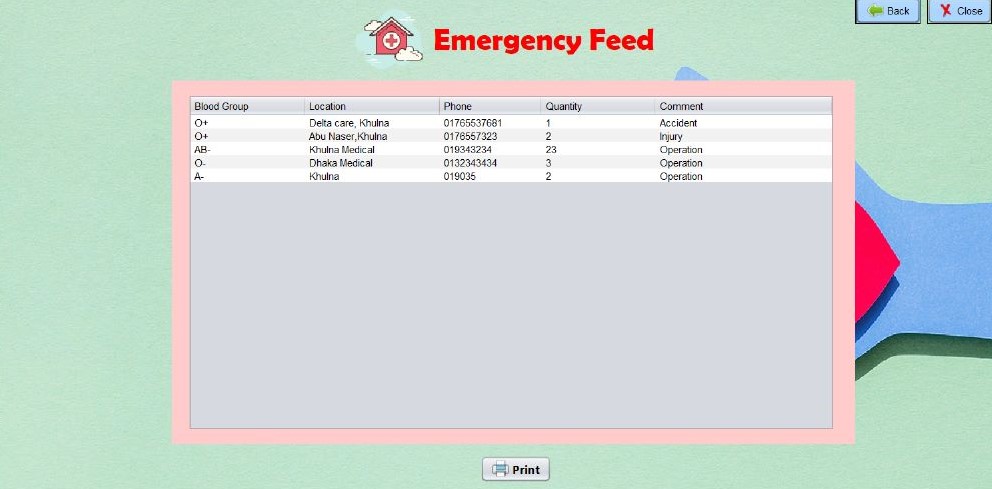 Back Close
Emergency Feed
Blood Group Location Phone Quantity Comment
O+ Delta care, Khulna 01765537681 1 Accident
O+ Abu Naser,Khulna 0176557323 2 Injury
AB- Khulna Medical 019343234 23 Operation
O- Dhaka Medical 0132343434 3 Operation
A- Khulna 019035 2 Operation
Print